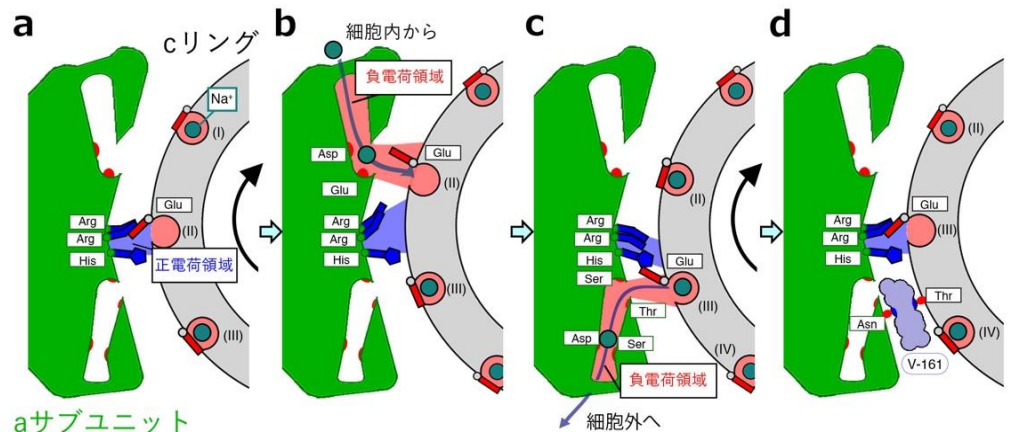 a
cリング
Na⁺
(I)
Glu
(II)
Arg
Arg
His
正電荷領域
(III)
aサブユニット
b
細胞内から
負電荷領域
Asp
Glu
(II)
Glu
Arg
Arg
His
(III)
c
(II)
Arg
Arg
His
Glu
Ser
(III)
Thr
Asp
Ser
(IV)
負電荷領域
細胞外へ
d
(II)
Glu
Arg
Arg
(III)
His
Thr
Asn
(IV)
V-161